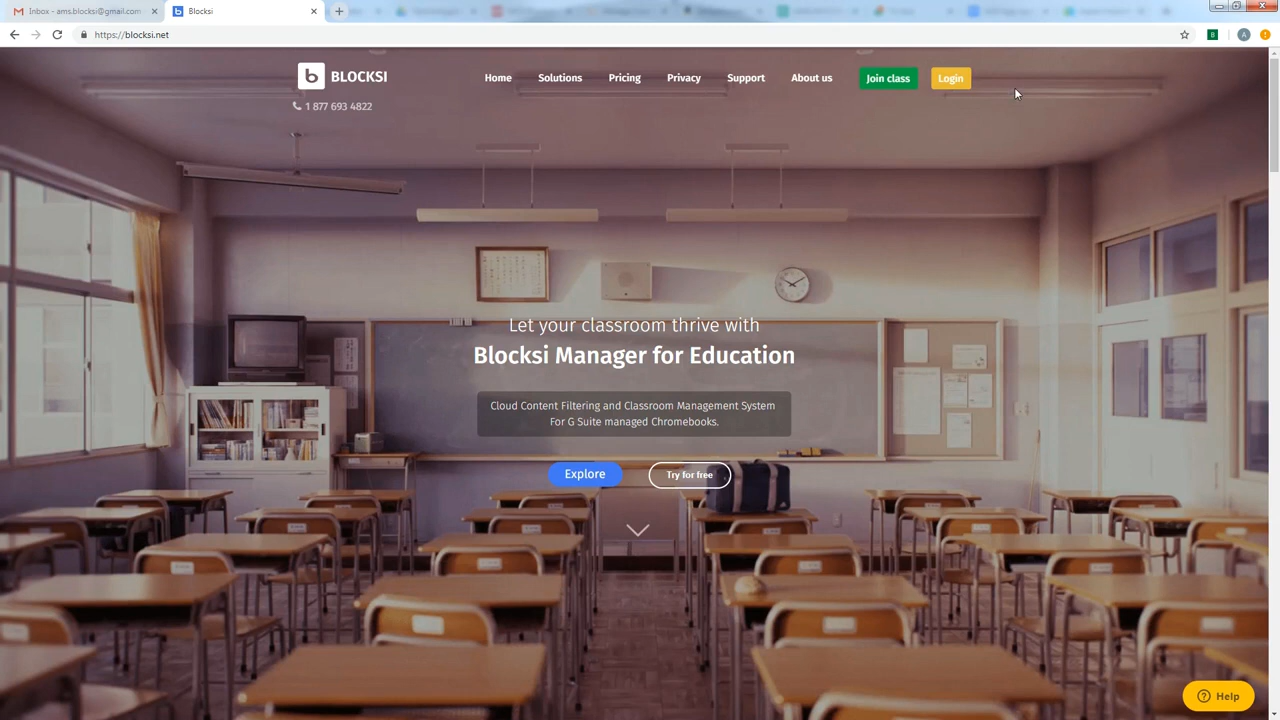 Inbox - ams.blocksi@gmail.com
Blocksi
https://blocksi.net
B
A
b BLOCKSI
Home
Solutions
Pricing
Privacy
Support
About us
Join class
Login
1 877 693 4822
Let your classroom thrive with
Blocksi Manager for Education
Cloud Content Filtering and Classroom Management System
For G Suite managed Chromebooks.
Explore
Try for free
Help